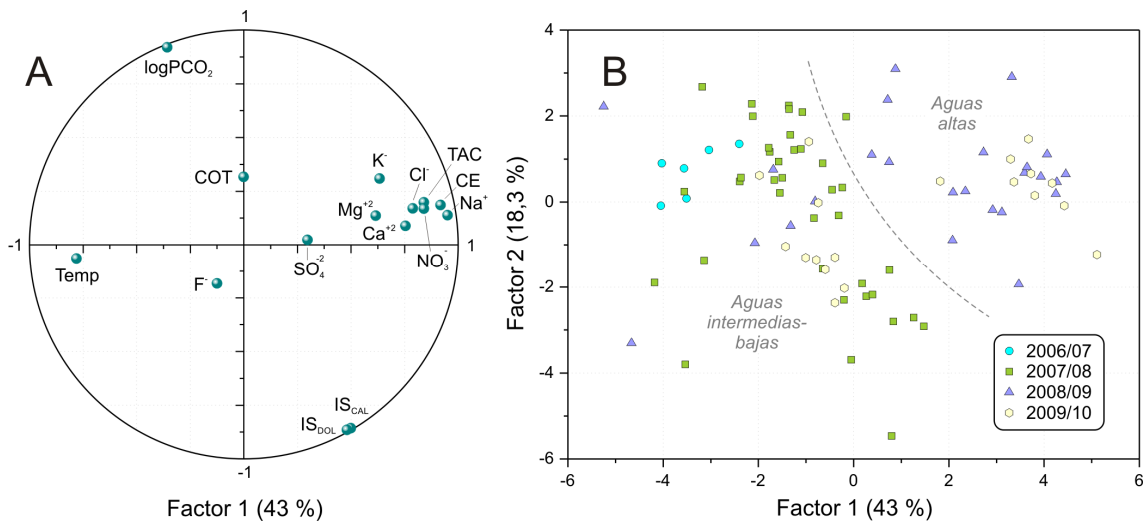 A
1
logPCO2
COT
K-
Cl-
TAC
CE
Na+
Mg+2
Ca+2
NO3-
SO4-2
-1
1
Temp
F-
ISCAL
ISDOL
-1
Factor 1 (43 %)
B
Factor 2 (18,3 %)
4
2
0
-2
-4
-6
Aguas
altas
Aguas
intermedias-
bajas
2006/07
2007/08
2008/09
2009/10
-6
-4
-2
0
2
4
6
Factor 1 (43 %)